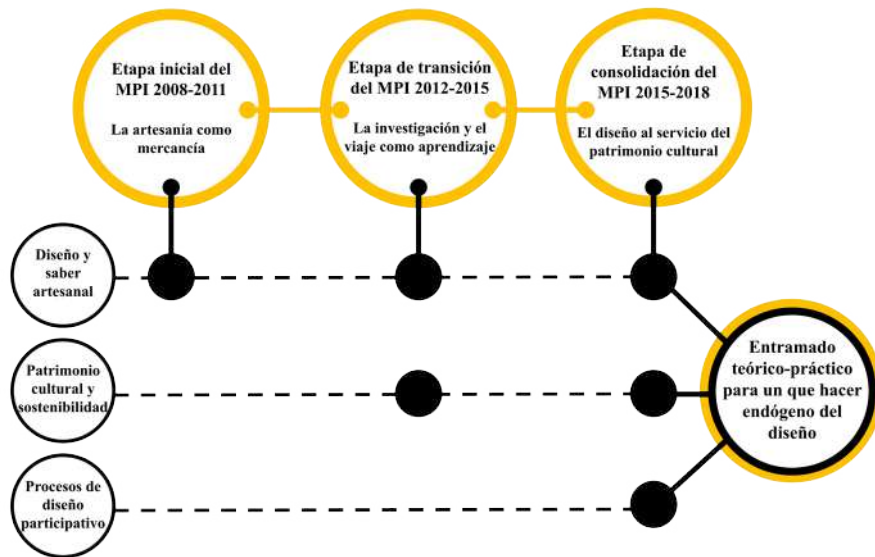 Etapa inicial del
MPI 2008-2011
La artesanía como
mercancía
Etapa de transición
del MPI 2012-2015
La investigación y el
viaje como aprendizaje
Etapa de
consolidación del
MPI 2015-2018
El diseño al servicio del
patrimonio cultural
Diseño y
saber
artesanal
Patrimonio
cultural y
sostenibilidad
Procesos de
diseño
participativo
Entramado
teórico-práctico
para un que hacer
endógeno del
diseño